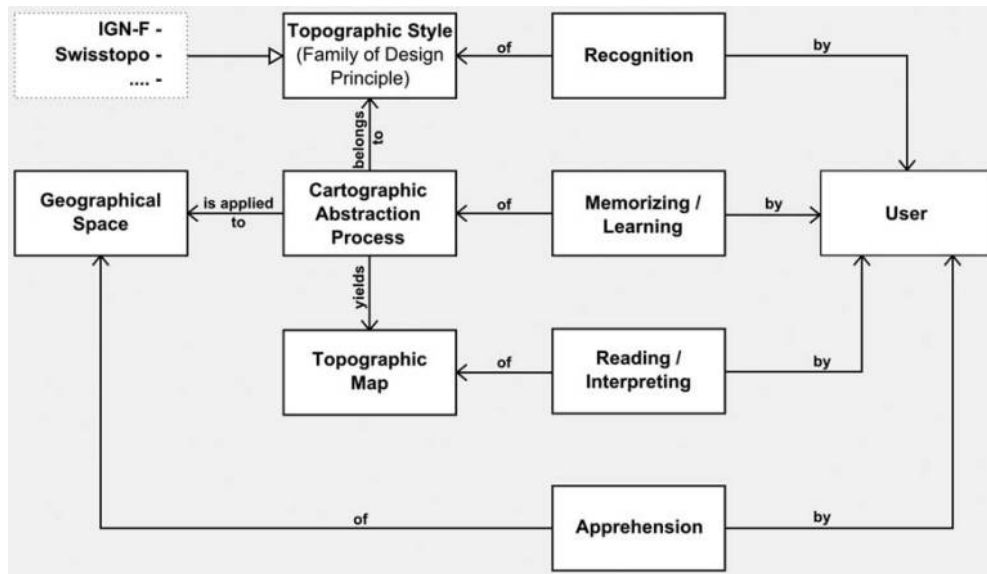 IGN-F -
Swisstopo -
.... -
Topographic Style
(Family of Design
Principle)
of
Recognition
by
belongs
to
Geographical
Space
is applied
to
Cartographic
Abstraction
Process
of
Memorizing /
Learning
by
User
yields
Topographic
Map
of
Reading /
Interpreting
by
of
Apprehension
by